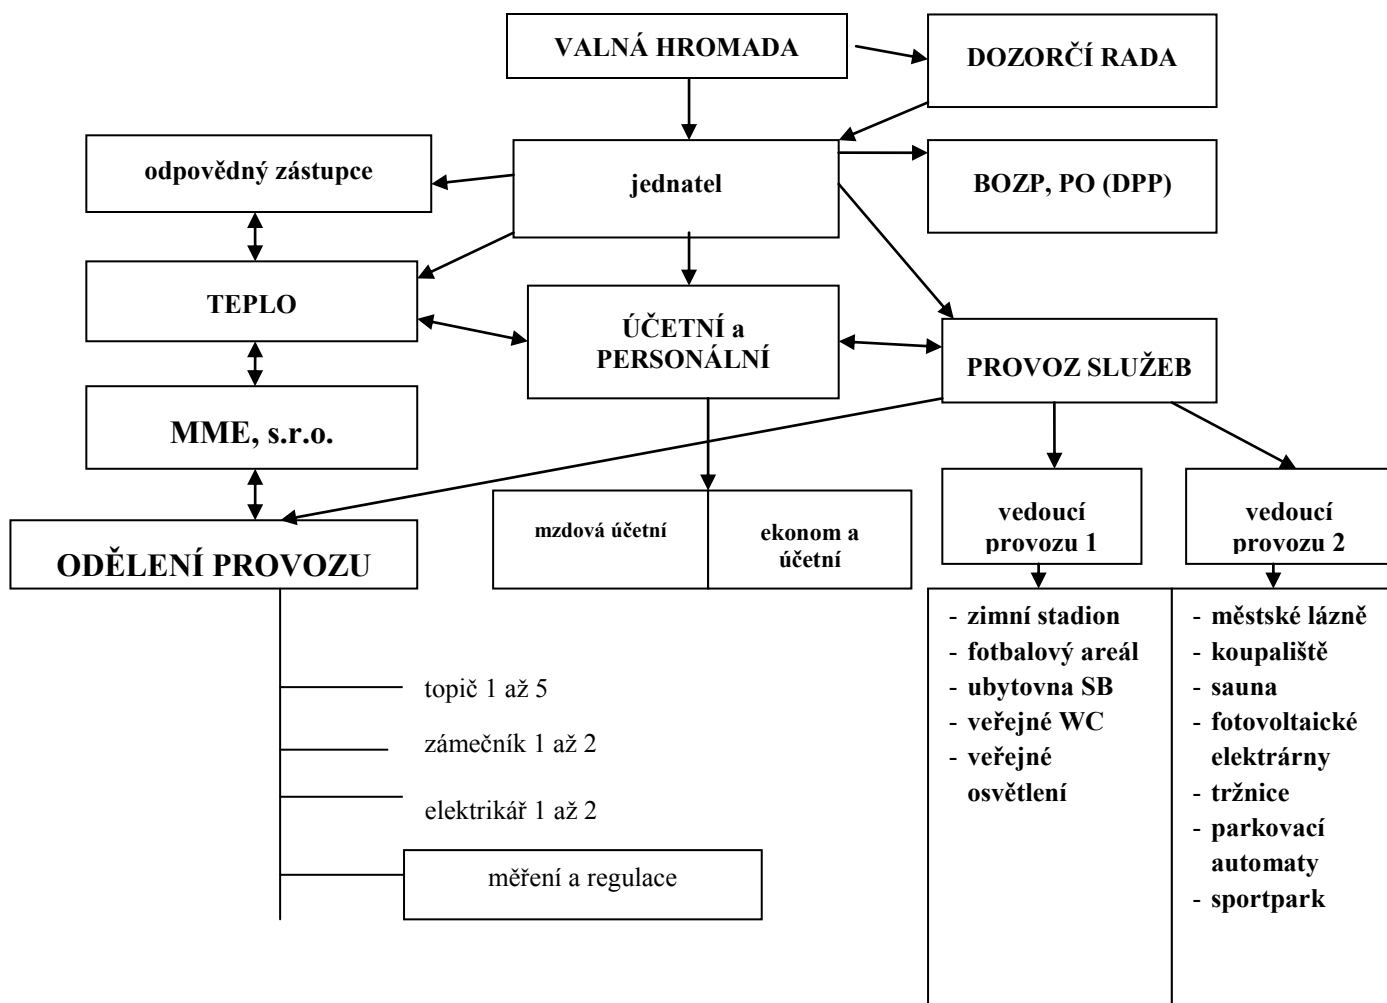 VALNÁ HROMADA
DOZORČÍ RADA
odpovědný zástupce
jednatel
BOZP, PO (DPP)
TEPLO
ÚČETNÍ a
PERSONÁLNÍ
PROVOZ SLUŽEB
MME, s.r.o.
ODĚLENÍ PROVOZU
mzdová účetní
ekonom a
účetní
vedoucí
provozu 1
vedoucí
provozu 2
topič 1 až 5
zámečník 1 až 2
elektrikář 1 až 2
měření a regulace
- zimní stadion
- fotbalový areál
- ubytovna SB
- veřejné WC
- veřejné
osvětlení
- městské lázně
- koupaliště
- sauna
- fotovoltaické
elektrárny
- tržnice
- parkovací
automaty
- sportpark